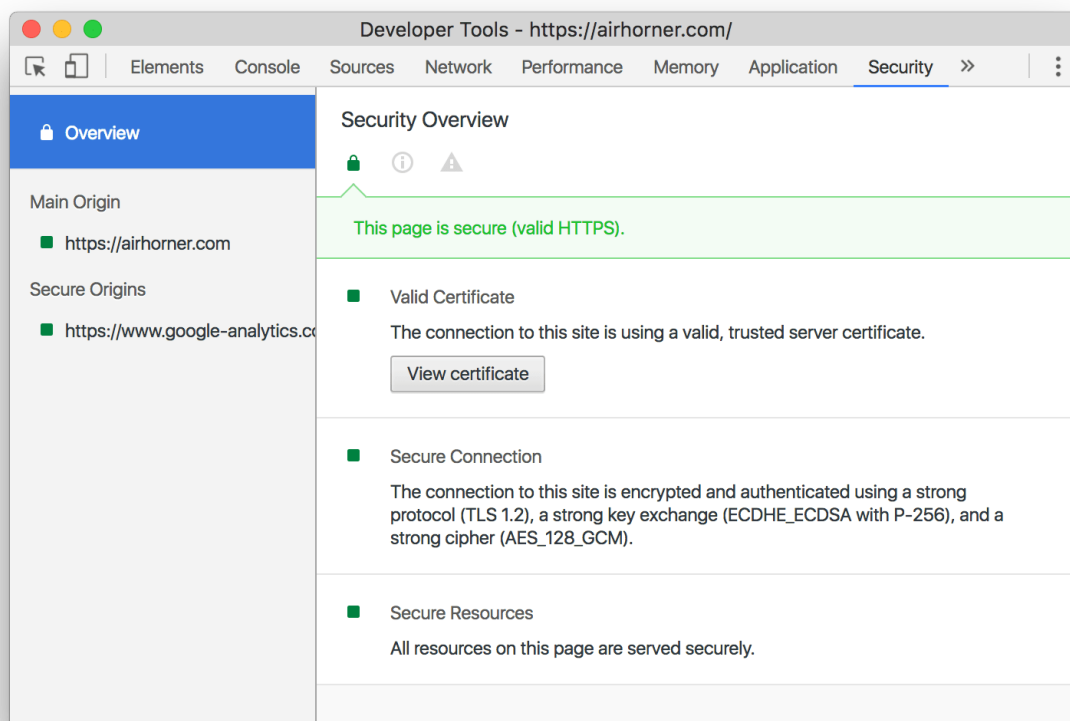 Developer Tools - https://airhorner.com/
Elements Console Sources Network Performance Memory Application Security »
Overview
Main Origin
https://airhorner.com
Secure Origins
https://www.google-analytics.co
Security Overview
This page is secure (valid HTTPS).
Valid Certificate
The connection to this site is using a valid, trusted server certificate.
View certificate
Secure Connection
The connection to this site is encrypted and authenticated using a strong
protocol (TLS 1.2), a strong key exchange (ECDHE_ECDSA with P-256), and a
strong cipher (AES_128_GCM).
Secure Resources
All resources on this page are served securely.